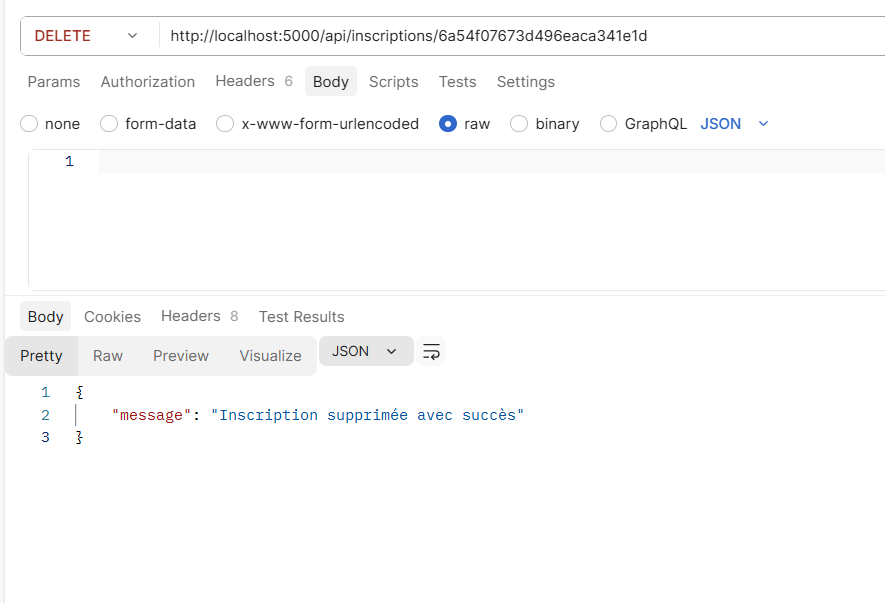 DELETE http://localhost:5000/api/inscriptions/6a54f07673d496eaca341e1d
Params Authorization Headers 6 Body Scripts Tests Settings
none form-data x-www-form-urlencoded raw binary GraphQL JSON
1
Body Cookies Headers 8 Test Results
Pretty Raw Preview Visualize JSON
1 {
2 "message": "Inscription supprimée avec succès"
3 }